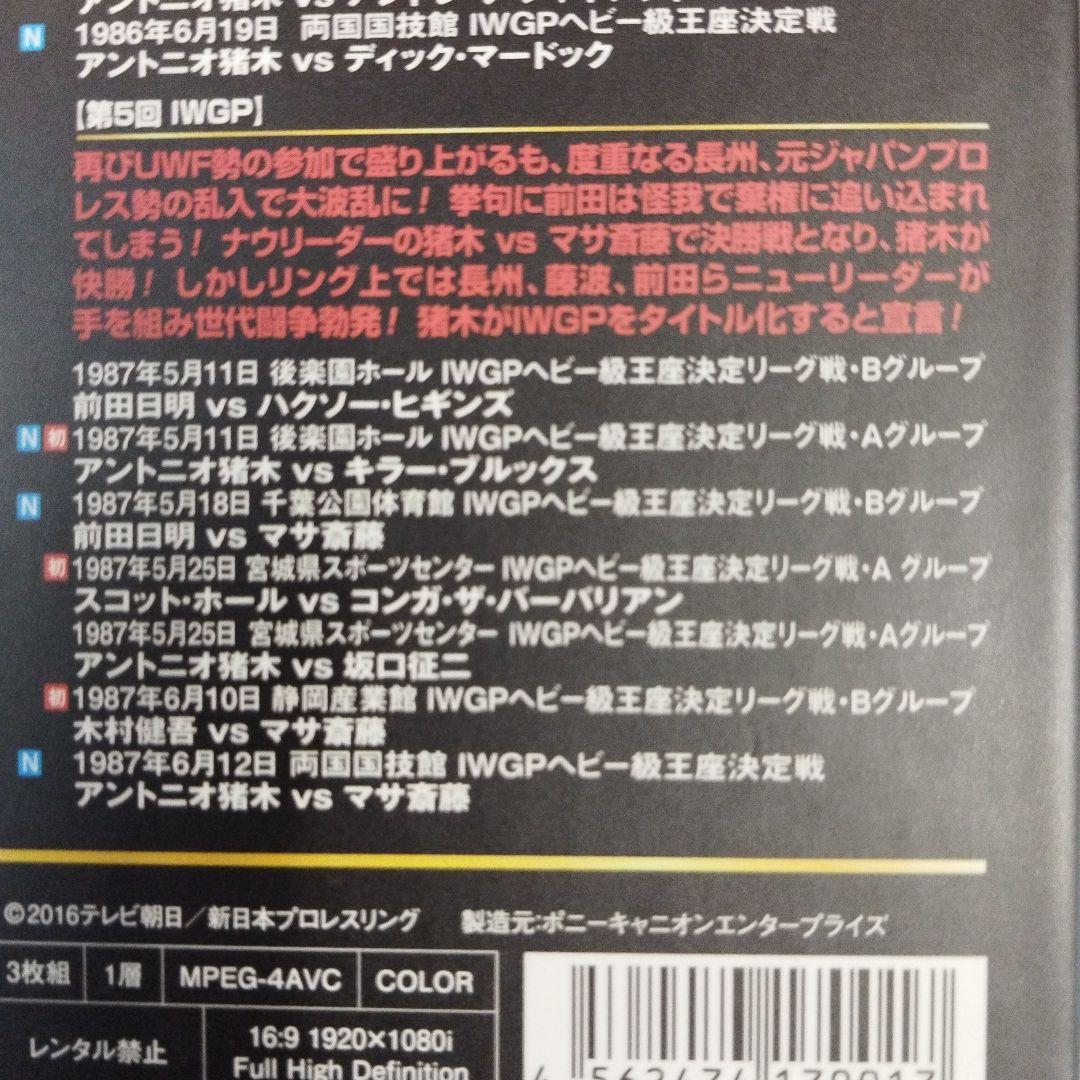 アントニオ猪木 vs
N 1986年6月19日 両国国技館 IWGPヘビー級王座決定戦
アントニオ猪木 vs ディック・マードック
【第5回 IWGP】
再びUWF勢の参加で盛り上がるも、度重なる長州、元ジャパンプロ
レス勢の乱入で大波乱に！ 挙句に前田は怪我で棄権に追い込まれ
てしまう！ ナウリーダーの猪木 vs マサ斎藤で決勝戦となり、猪木が
快勝！ しかしリング上では長州、藤波、前田らニューリーダーが
手を組み世代闘争勃発！ 猪木がIWGPをタイトル化すると宣言！
1987年5月11日 後楽園ホール IWGPヘビー級王座決定リーグ戦・Bグループ
前田日明 vs ハクソー・ヒギンズ
N 初 1987年5月11日 後楽園ホール IWGPヘビー級王座決定リーグ戦・Aグループ
アントニオ猪木 vs キラー・ブルックス
N 1987年5月18日 千葉公園体育館 IWGPヘビー級王座決定リーグ戦・Bグループ
前田日明 vs マサ斎藤
初 1987年5月25日 宮城県スポーツセンター IWGPヘビー級王座決定リーグ戦・A グループ
スコット・ホール vs コンガ・ザ・バーバリアン
1987年5月25日 宮城県スポーツセンター IWGPヘビー級王座決定リーグ戦・Aグループ
アントニオ猪木 vs 坂口征二
初 1987年6月10日 静岡産業館 IWGPヘビー級王座決定リーグ戦・Bグループ
木村健吾 vs マサ斎藤
N 1987年6月12日 両国国技館 IWGPヘビー級王座決定戦
アントニオ猪木 vs マサ斎藤
©2016テレビ朝日／新日本プロレスリング 製造元:ポニーキャニオンエンタープライズ
3枚組 1層 MPEG-4AVC COLOR
レンタル禁止
16:9 1920×1080i
Full High Definition